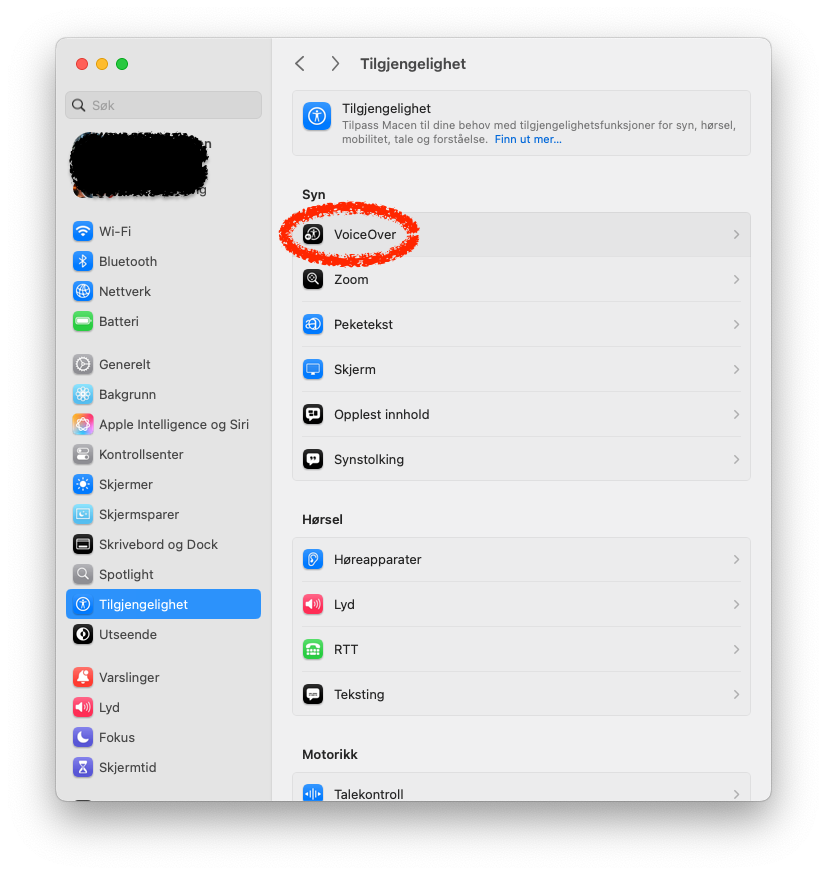 Tilgjengelighet
Søk
Tilgjengelighet
Tilpass Macen til dine behov med tilgjengelighetsfunksjoner for syn, hørsel,
mobilitet, tale og forståelse. Finn ut mer...
Wi-Fi
Bluetooth
Nettverk
Batteri
Generelt
Bakgrunn
Apple Intelligence og Siri
Kontrollsenter
Skjermer
Skjermsparer
Skrivebord og Dock
Spotlight
Tilgjengelighet
Utseende
Varslinger
Lyd
Fokus
Skjermtid
Syn
VoiceOver
Zoom
Peketekst
Skjerm
Opplest innhold
Synstolking
Hørsel
Høreapparater
Lyd
RTT
Teksting
Motorikk
Talekontroll